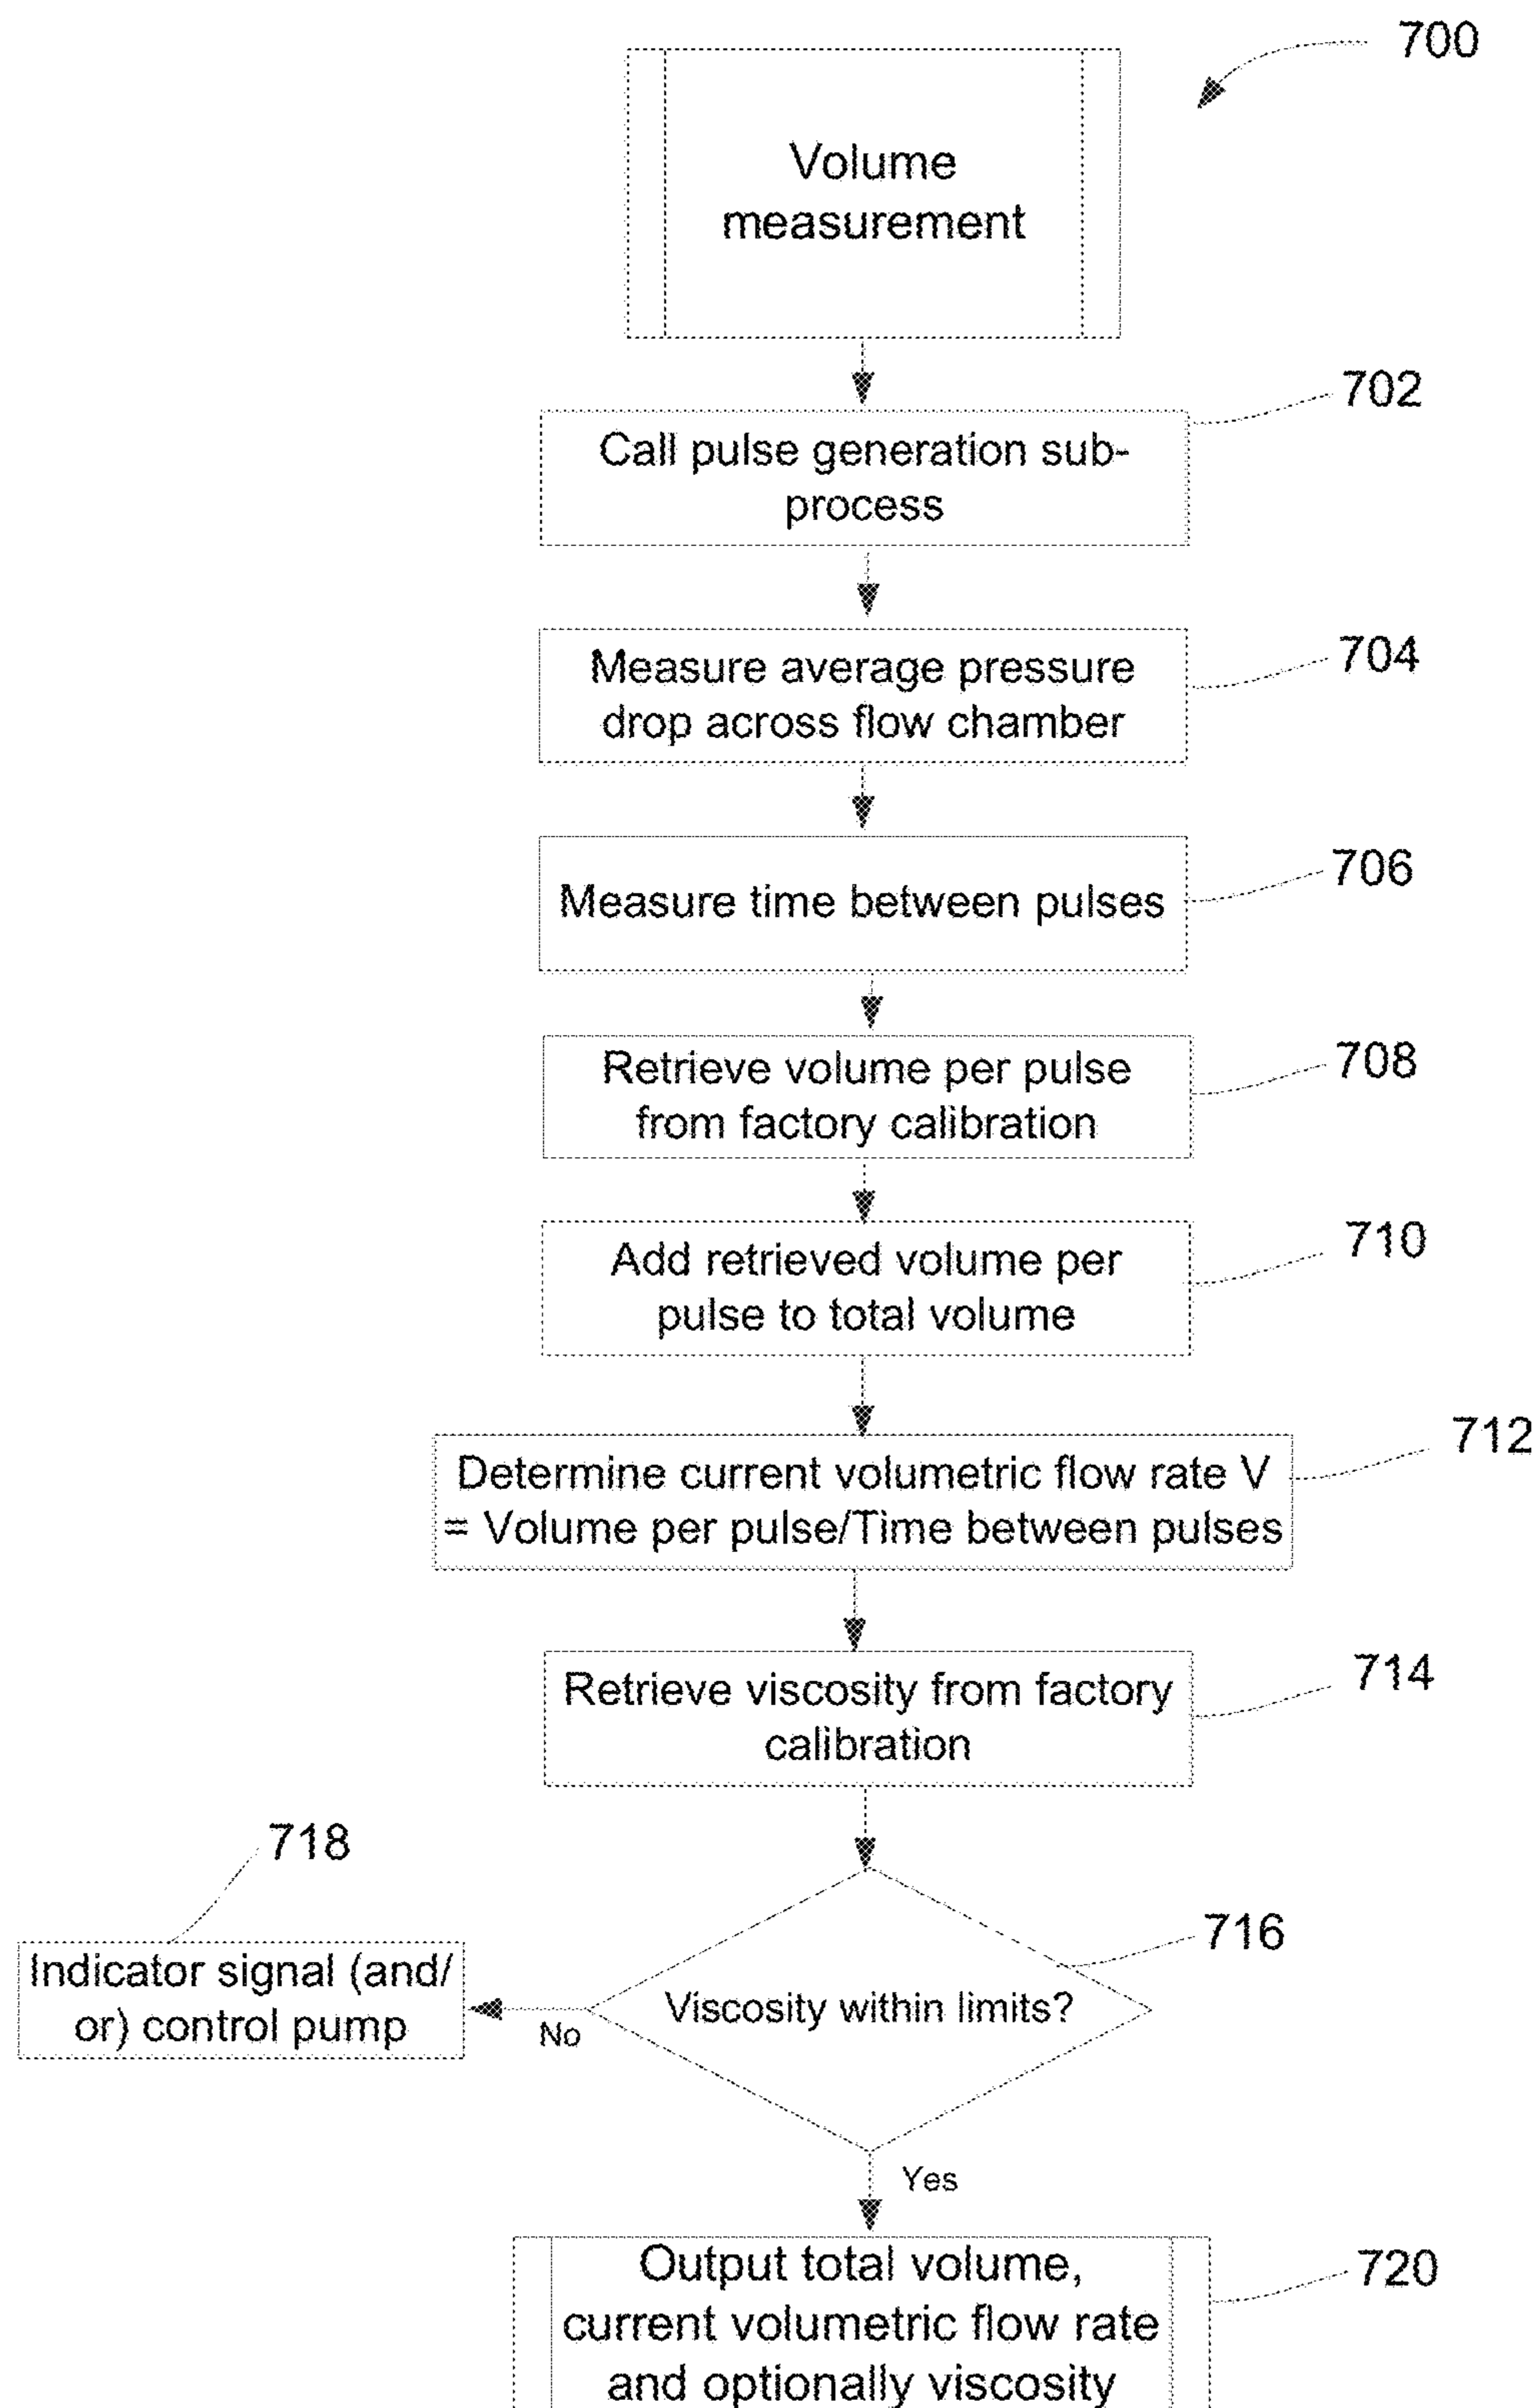 700
Volume
measurement
702
Call pulse generation sub-
process
704
Measure average pressure
drop across flow chamber
706
Measure time between pulses
708
Retrieve volume per pulse
from factory calibration
710
Add retrieved volume per
pulse to total volume
712
Determine current volumetric flow rate V
= Volume per pulse/Time between pulses
714
Retrieve viscosity from factory
calibration
718
716
Indicator signal (and/
or) control pump
No
Viscosity within limits?
Yes
720
Output total volume,
current volumetric flow rate
and optionally viscosity